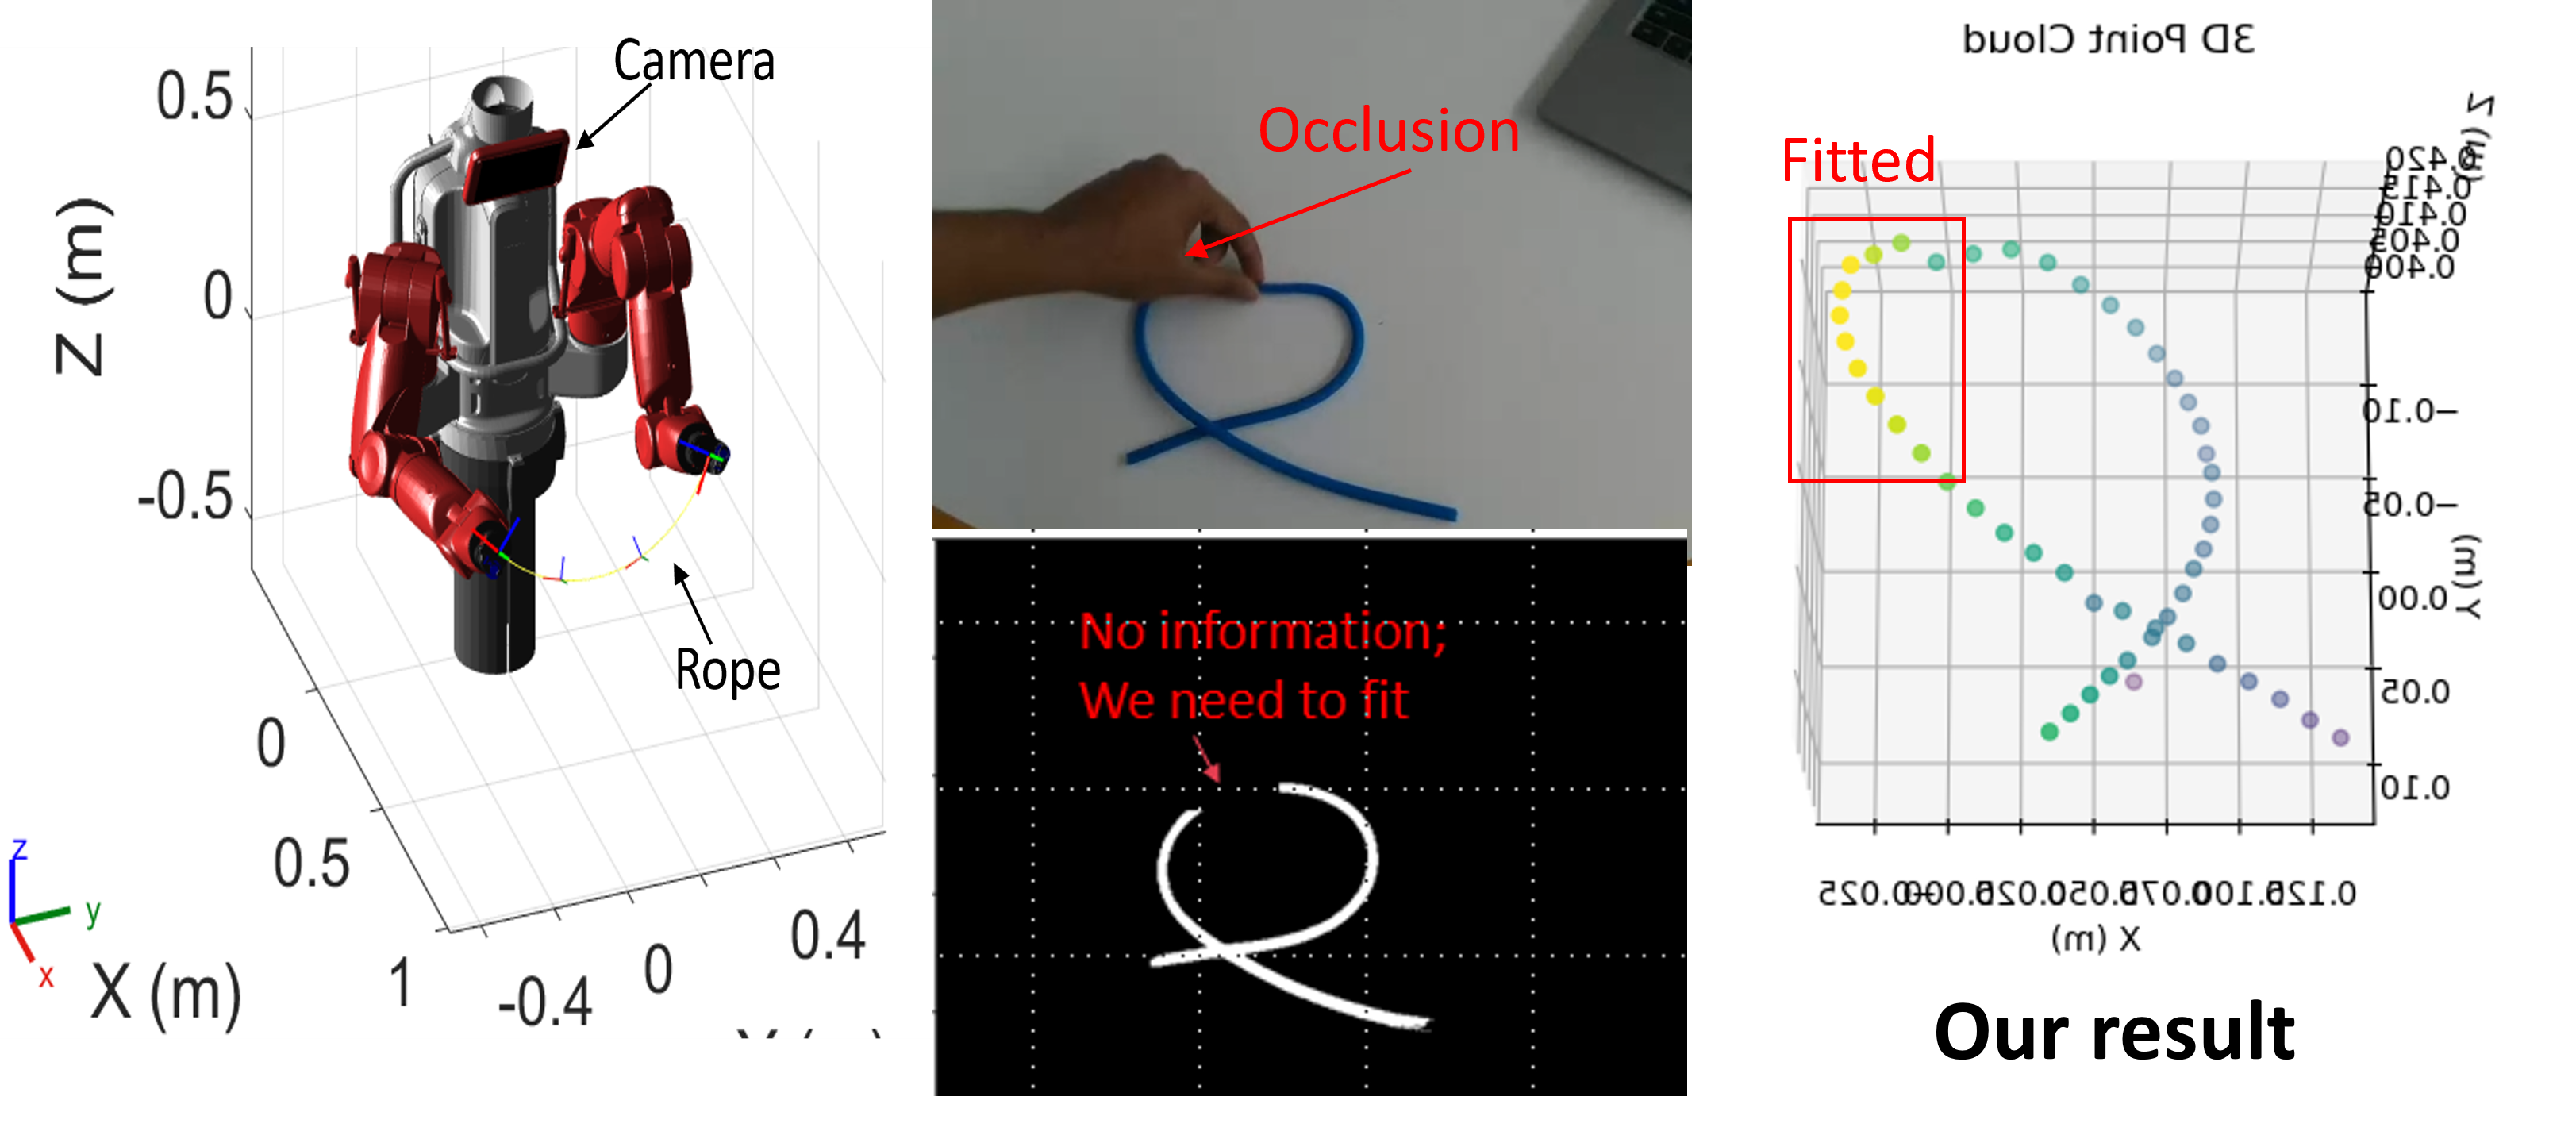 Camera
0.5
Z (m)
0
-0.5
Rope
0
0.5
1
X (m)
-0.4
0
0.4
z
y
x
Occlusion
No information;
We need to fit
3D Point Cloud
Fitted
Z (m)
0.420
0.415
0.410
0.405
0.400
−0.10
−0.05
0.00
0.05
0.10
Y (m)
−0.025
0.000
0.025
0.050
0.075
0.100
0.125
X (m)
Our result